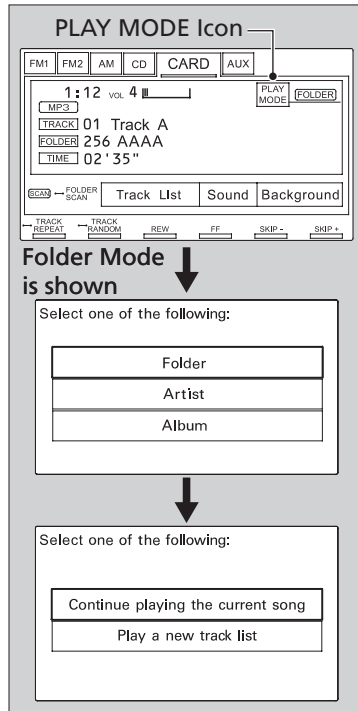 PLAY MODE Icon
FM1 FM2 AM CD CARD AUX
1:12 VOL 4 PLAY MODE FOLDER
MP3
TRACK 01 Track A
FOLDER 256 AAAA
TIME 02'35"
SCAN FOLDER SCAN Track LIst Sound Background
TRACK REPEAT TRACK RANDOM REW FF SKIP - SKIP +
Folder Mode
is shown
Select one of the following:
Folder
Artist
Album
Select one of the following:
Continue playing the current song
Play a new track list